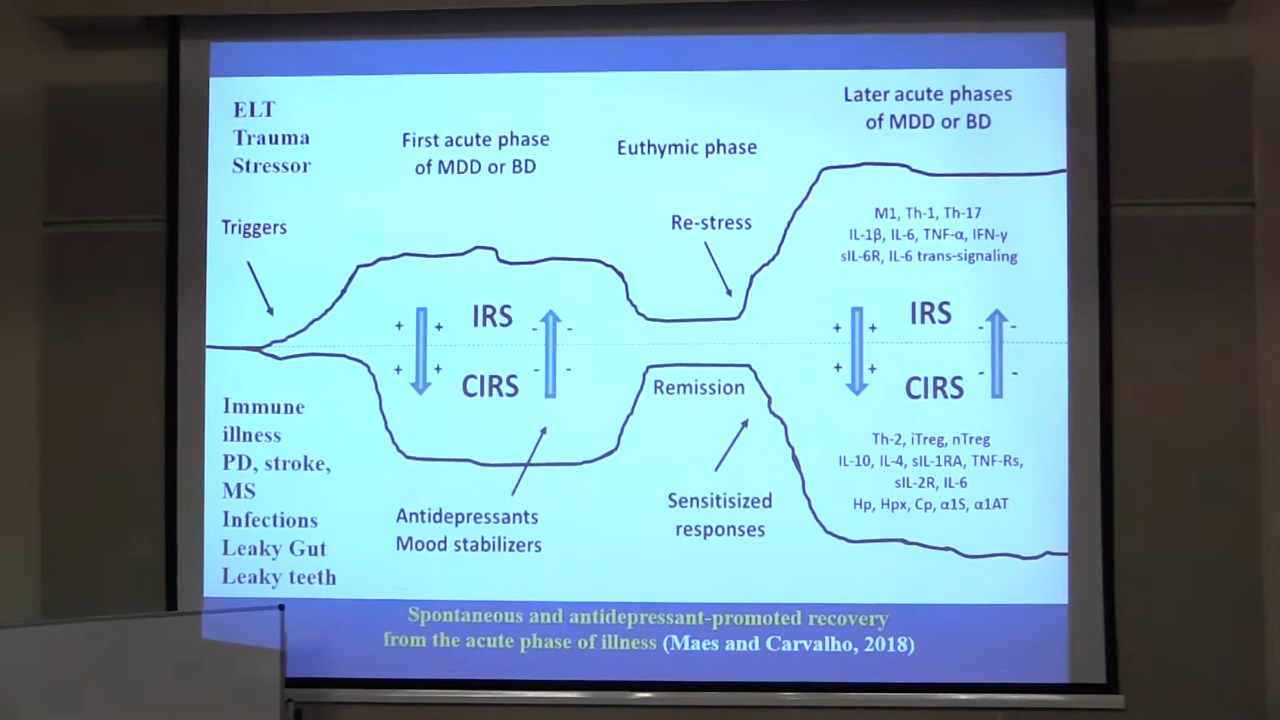 ELT
Trauma
Stressor
Triggers
First acute phase
of MDD or BD
Euthymic phase
Re-stress
Later acute phases
of MDD or BD
M1, Th-1, Th-17
IL-1β, IL-6, TNF-α, IFN-γ
sIL-6R, IL-6 trans-signaling
+ + IRS - -
+ + CIRS - -
Remission
+ + IRS - -
+ + CIRS - -
Th-2, iTreg, nTreg
IL-10, IL-4, sIL-1RA, TNF-Rs,
sIL-2R, IL-6
Hp, Hpx, Cp, α1S, α1AT
Immune
illness
PD, stroke,
MS
Infections
Leaky Gut
Leaky teeth
Antidepressants
Mood stabilizers
Sensitisized
responses
Spontaneous and antidepressant-promoted recovery
from the acute phase of illness (Maes and Carvalho, 2018)